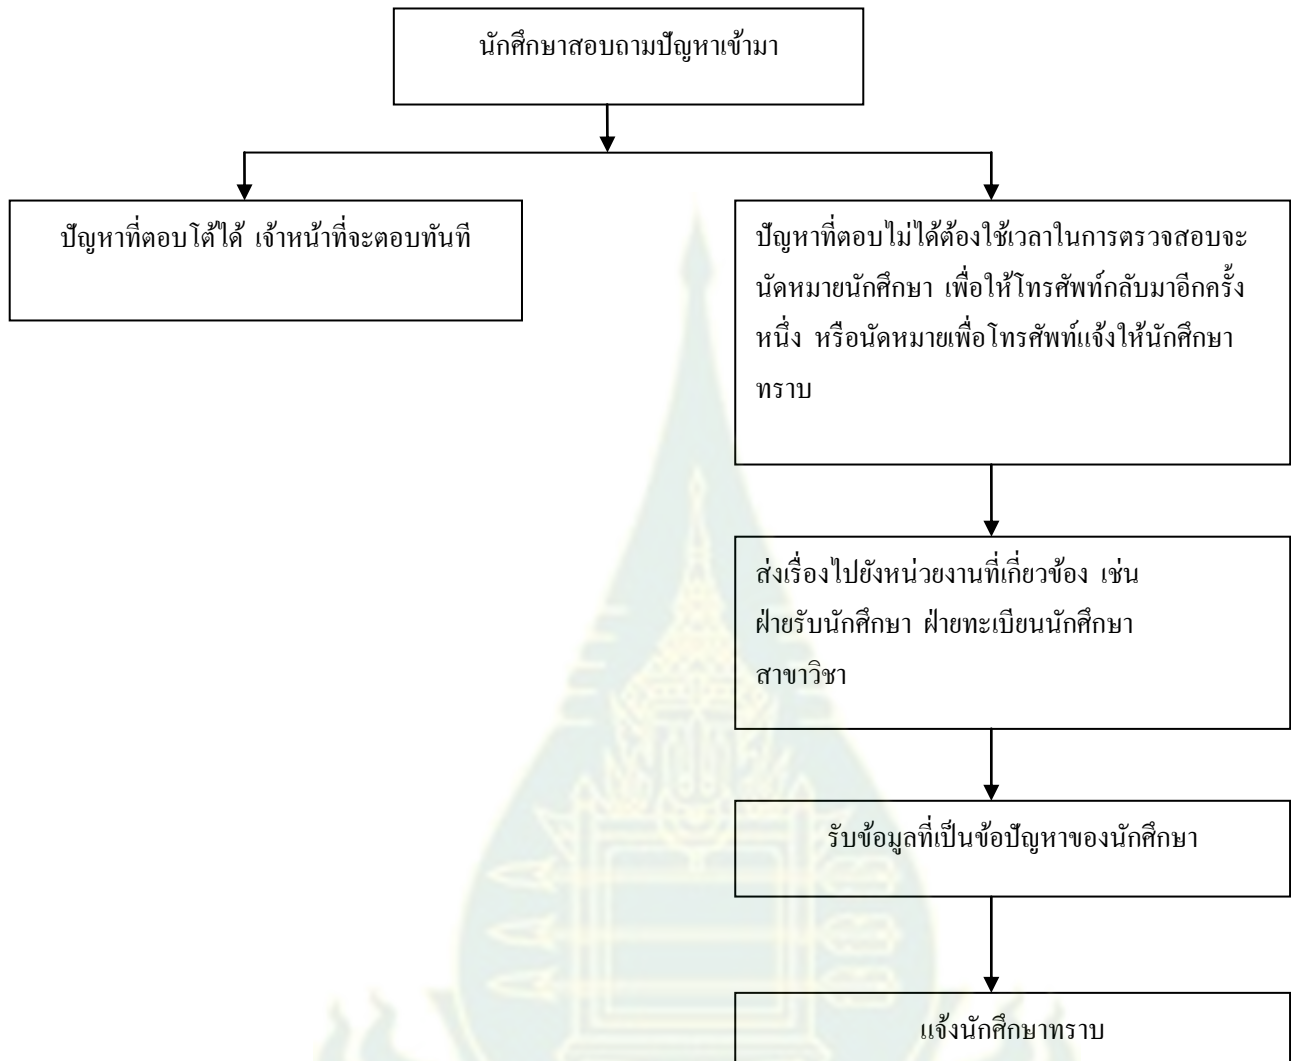 นักศึกษาสอบถามปัญหาเข้ามา
ปัญหาที่ตอบโต้ได้ เจ้าหน้าที่จะตอบทันที
ปัญหาที่ตอบไม่ได้ต้องใช้เวลาในการตรวจสอบจะ
นัดหมายนักศึกษา เพื่อให้โทรศัพท์กลับมาอีกครั้ง
หนึ่ง หรือนัดหมายเพื่อโทรศัพท์แจ้งให้นักศึกษา
ทราบ
ส่งเรื่องไปยังหน่วยงานที่เกี่ยวข้อง เช่น
ฝ่ายรับนักศึกษา ฝ่ายทะเบียนนักศึกษา
สาขาวิชา
รับข้อมูลที่เป็นข้อปัญหาของนักศึกษา
แจ้งนักศึกษาทราบ